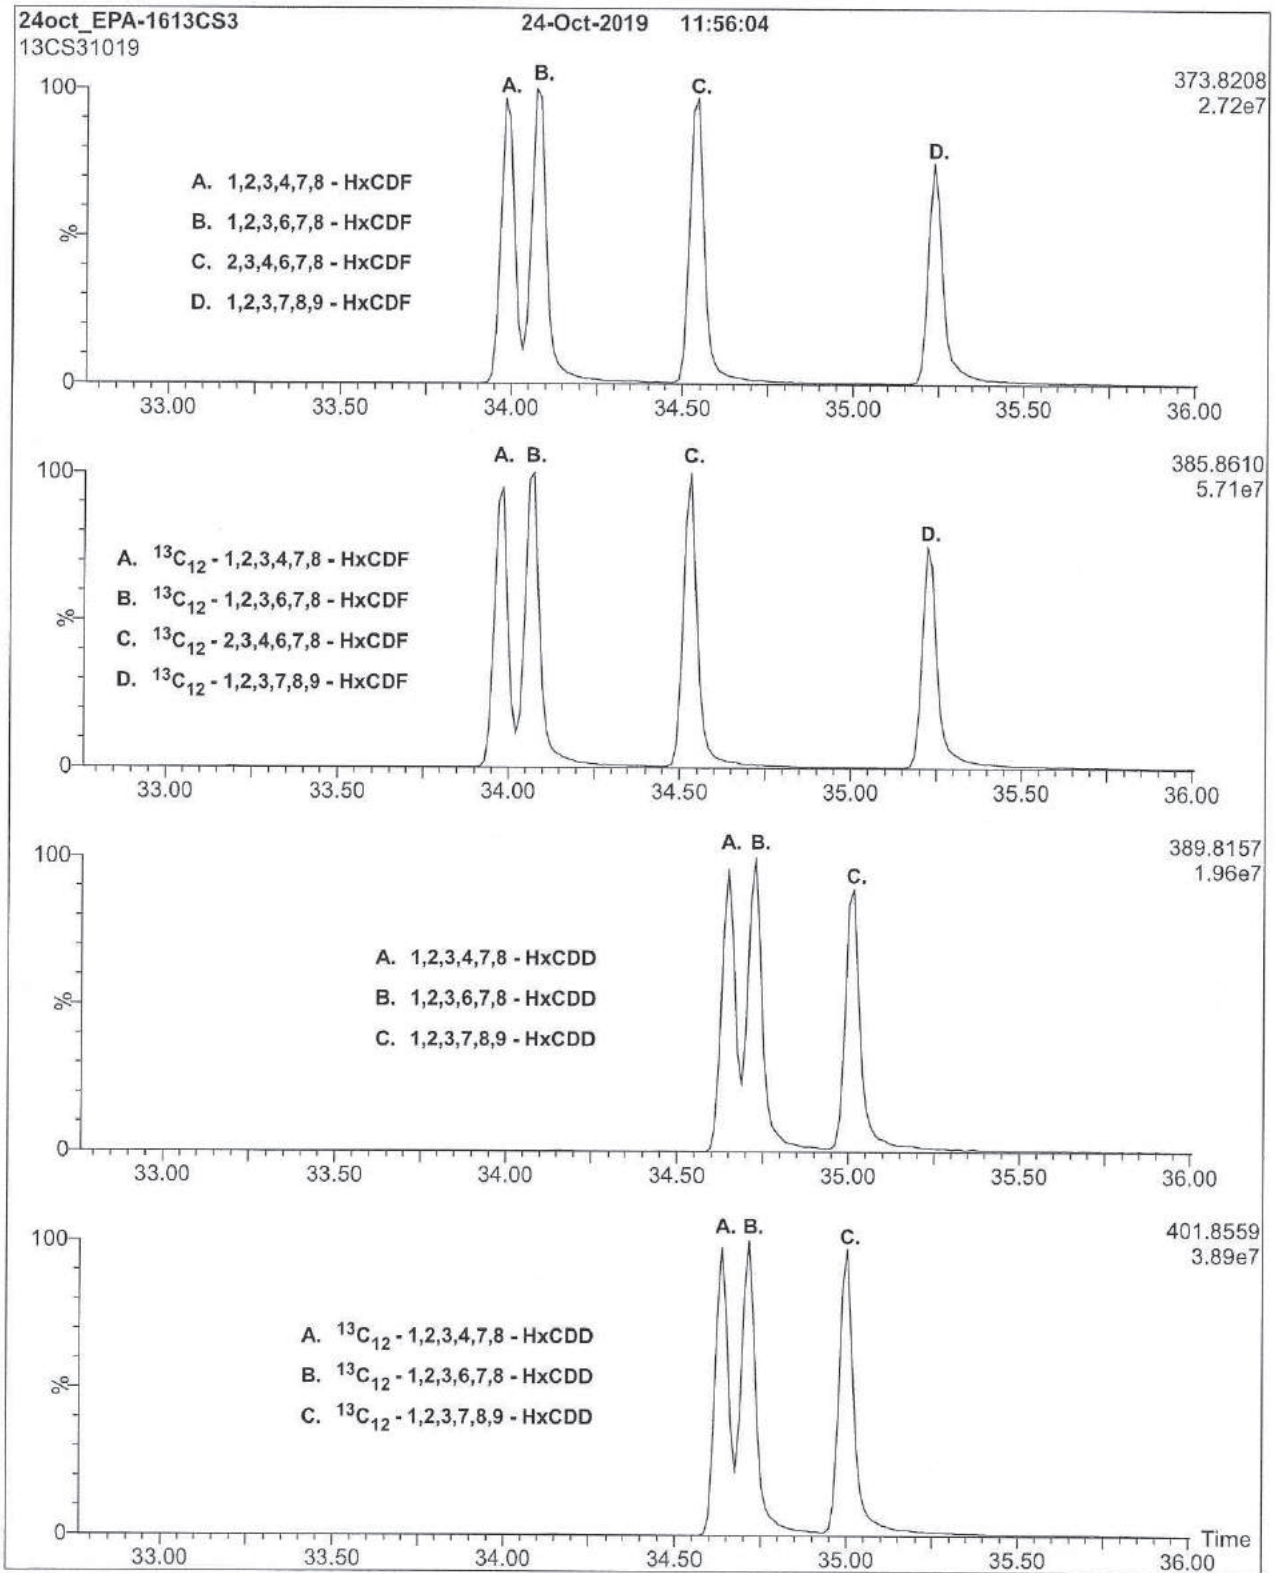 24oct_EPA-1613CS3 24-Oct-2019 11:56:04
13CS31019
373.8208
2.72e7
100
%
0
A. B. C. D.
A. 1,2,3,4,7,8 - HxCDF
B. 1,2,3,6,7,8 - HxCDF
C. 2,3,4,6,7,8 - HxCDF
D. 1,2,3,7,8,9 - HxCDF
33.00 33.50 34.00 34.50 35.00 35.50 36.00
385.8610
5.71e7
100
%
0
A. B. C. D.
A. ¹³C₁₂ - 1,2,3,4,7,8 - HxCDF
B. ¹³C₁₂ - 1,2,3,6,7,8 - HxCDF
C. ¹³C₁₂ - 2,3,4,6,7,8 - HxCDF
D. ¹³C₁₂ - 1,2,3,7,8,9 - HxCDF
33.00 33.50 34.00 34.50 35.00 35.50 36.00
389.8157
1.96e7
100
%
0
A. B. C.
A. 1,2,3,4,7,8 - HxCDD
B. 1,2,3,6,7,8 - HxCDD
C. 1,2,3,7,8,9 - HxCDD
33.00 33.50 34.00 34.50 35.00 35.50 36.00
401.8559
3.89e7
100
%
0
A. B. C.
A. ¹³C₁₂ - 1,2,3,4,7,8 - HxCDD
B. ¹³C₁₂ - 1,2,3,6,7,8 - HxCDD
C. ¹³C₁₂ - 1,2,3,7,8,9 - HxCDD
Time
33.00 33.50 34.00 34.50 35.00 35.50 36.00